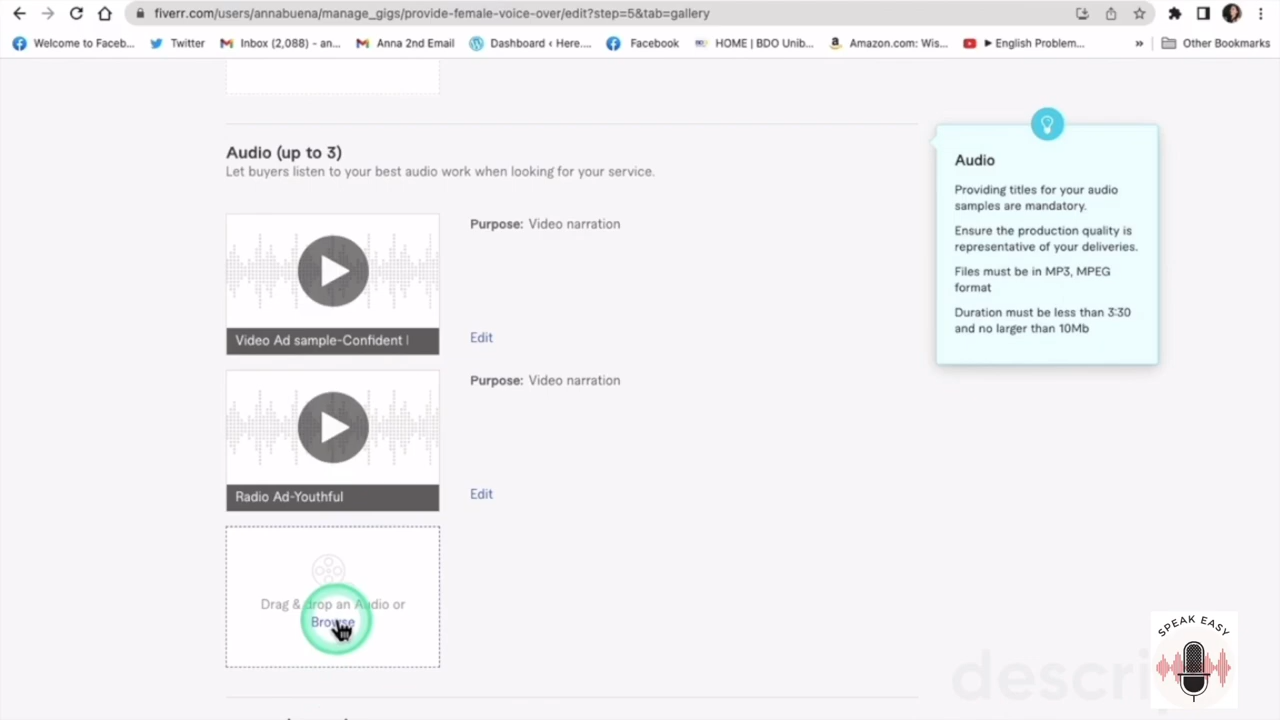 fiverr.com/users/annabuena/manage_gigs/provide-female-voice-over/edit?step=5&tab=gallery
Welcome to Faceb... Twitter Inbox (2,088) - an... Anna 2nd Email Dashboard ‹ Here.... Facebook HOME | BDO Unib... Amazon.com: Wis... ► English Problem... » Other Bookmarks
Audio (up to 3)
Let buyers listen to your best audio work when looking for your service.
Purpose: Video narration
Video Ad sample-Confident
Edit
Purpose: Video narration
Radio Ad-Youthful
Edit
Drag & drop an Audio or
Browse
Audio
Providing titles for your audio
samples are mandatory.
Ensure the production quality is
representative of your deliveries.
Files must be in MP3, MPEG
format
Duration must be less than 3:30
and no larger than 10Mb
SPEAK EASY